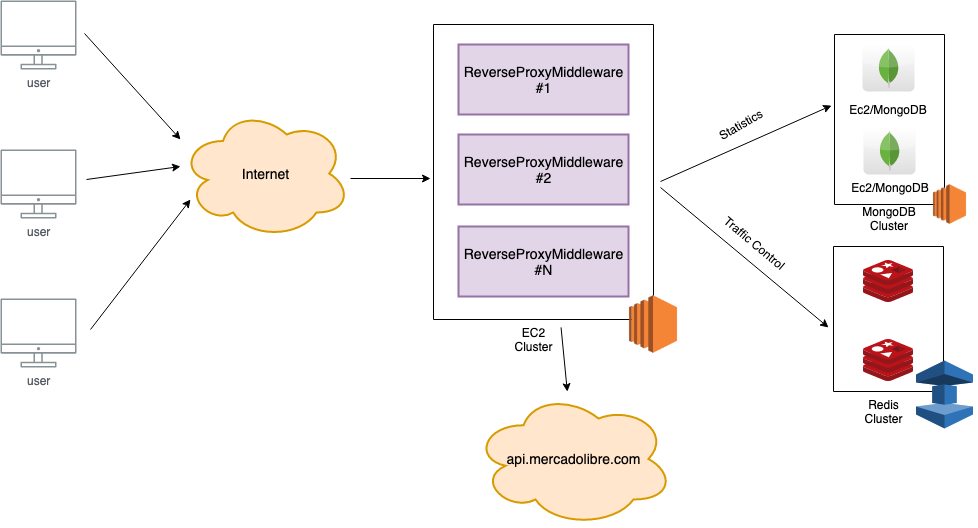 user
user
user
Internet
ReverseProxyMiddleware
#1
ReverseProxyMiddleware
#2
ReverseProxyMiddleware
#N
EC2
Cluster
api.mercadolibre.com
Statistics
Traffic Control
Ec2/MongoDB
Ec2/MongoDB
MongoDB
Cluster
Redis
Cluster